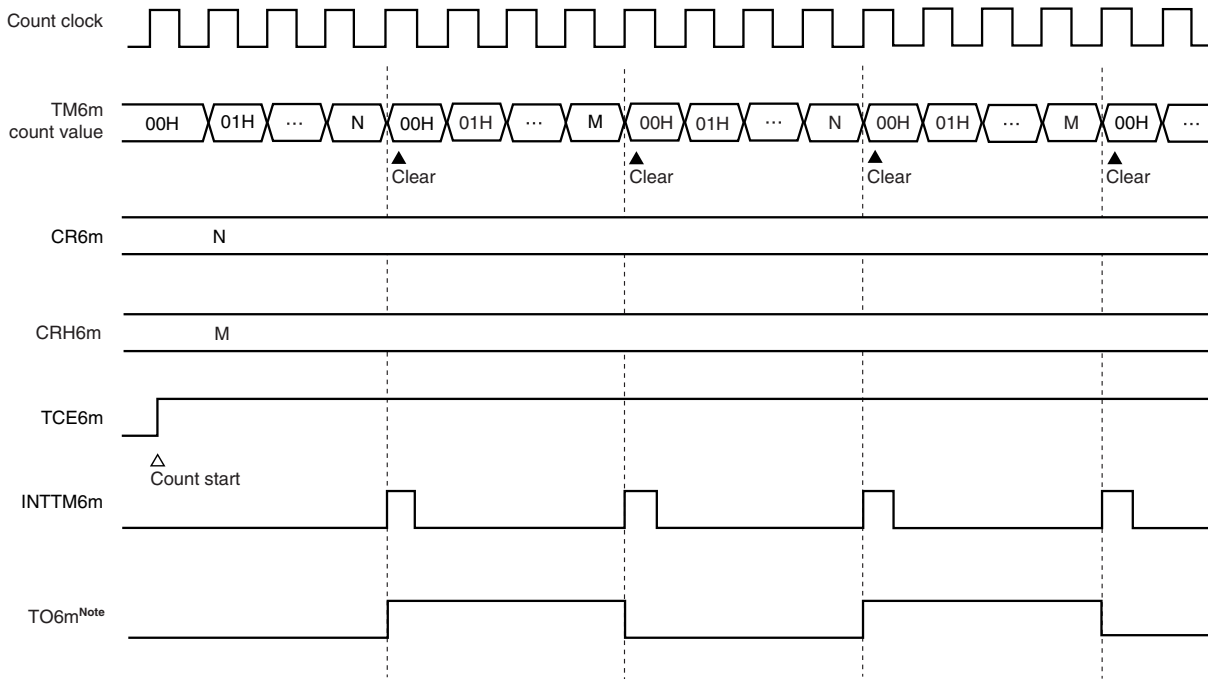 Count clock
TM6m
count value
00H 01H ... N 00H 01H ... M 00H 01H ... N 00H 01H ... M 00H ...
Clear Clear Clear Clear
CR6m N
CRH6m M
TCE6m
Count start
INTTM6m
TO6mNote